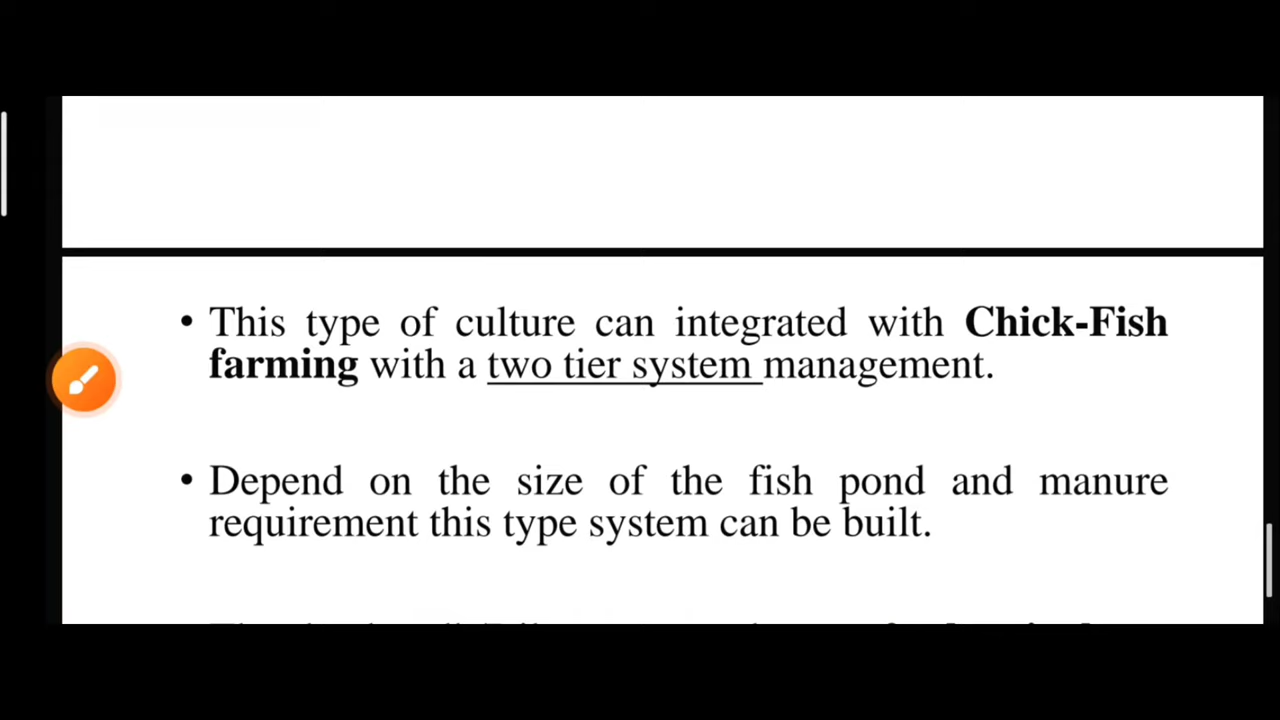 • This type of culture can integrated with Chick-Fish
farming with a two tier system management.
• Depend on the size of the fish pond and manure
requirement this type system can be built.